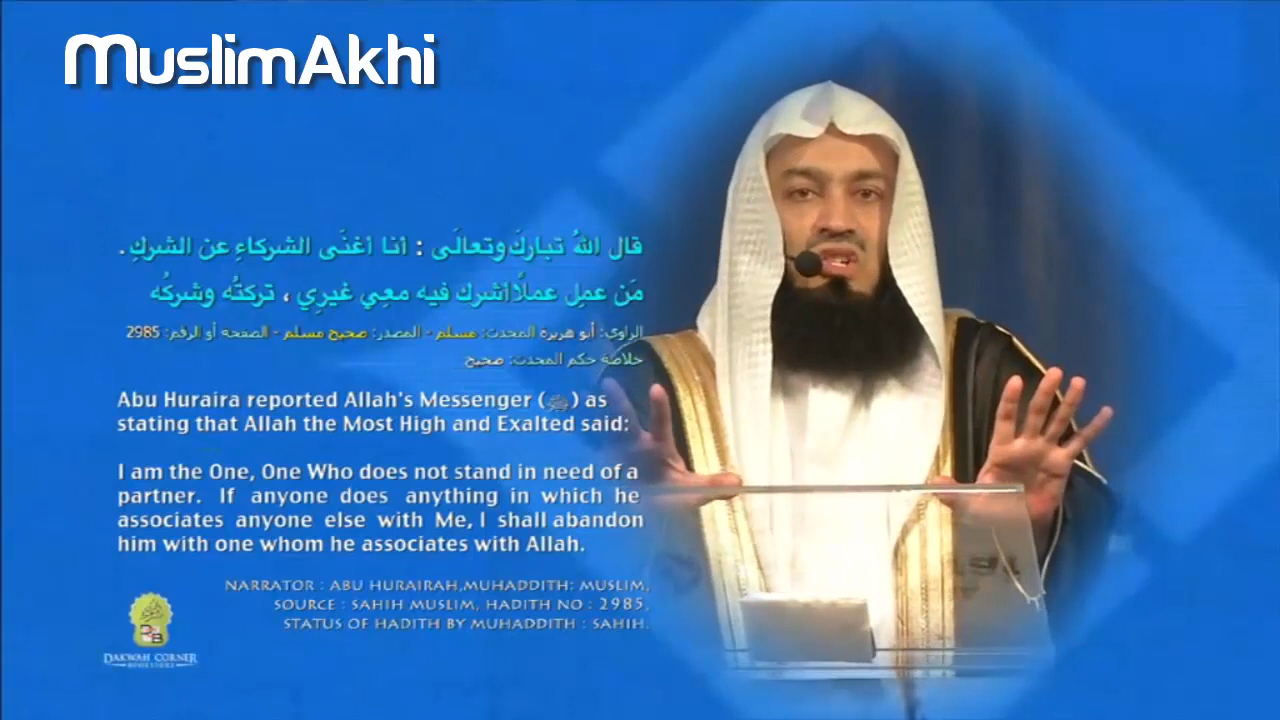 MuslimAkhi
قال اللهُ تباركَ وتعالَى : أنا أغنَى الشركاءِ عن الشركِ .
مَن عمِل عملًا أشرك فيه معِي غيرِي ، تركتُه وشركُه
الراوي: أبو هريرة المحدث: مسلم - المصدر: صحيح مسلم - الصفحة أو الرقم: 2985
خلاصة حكم المحدث: صحيح
Abu Huraira reported Allah's Messenger (ﷺ) as
stating that Allah the Most High and Exalted said:
I am the One, One Who does not stand in need of a
partner. If anyone does anything in which he
associates anyone else with Me, I shall abandon
him with one whom he associates with Allah.
NARRATOR : ABU HURAIRAH,MUHADDITH: MUSLIM,
SOURCE : SAHIH MUSLIM, HADITH NO : 2985,
STATUS OF HADITH BY MUHADDITH : SAHIH.
DAKWAH CORNER
BOOKSTORE